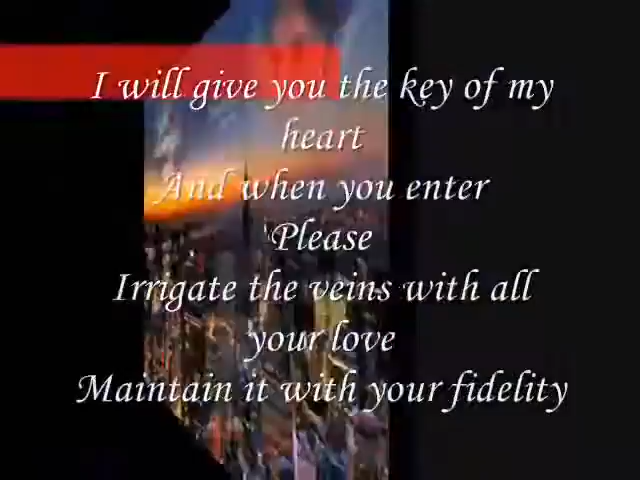 I will give you the key of my
heart
And when you enter
Please
Irrigate the veins with all
your love
Maintain it with your fidelity